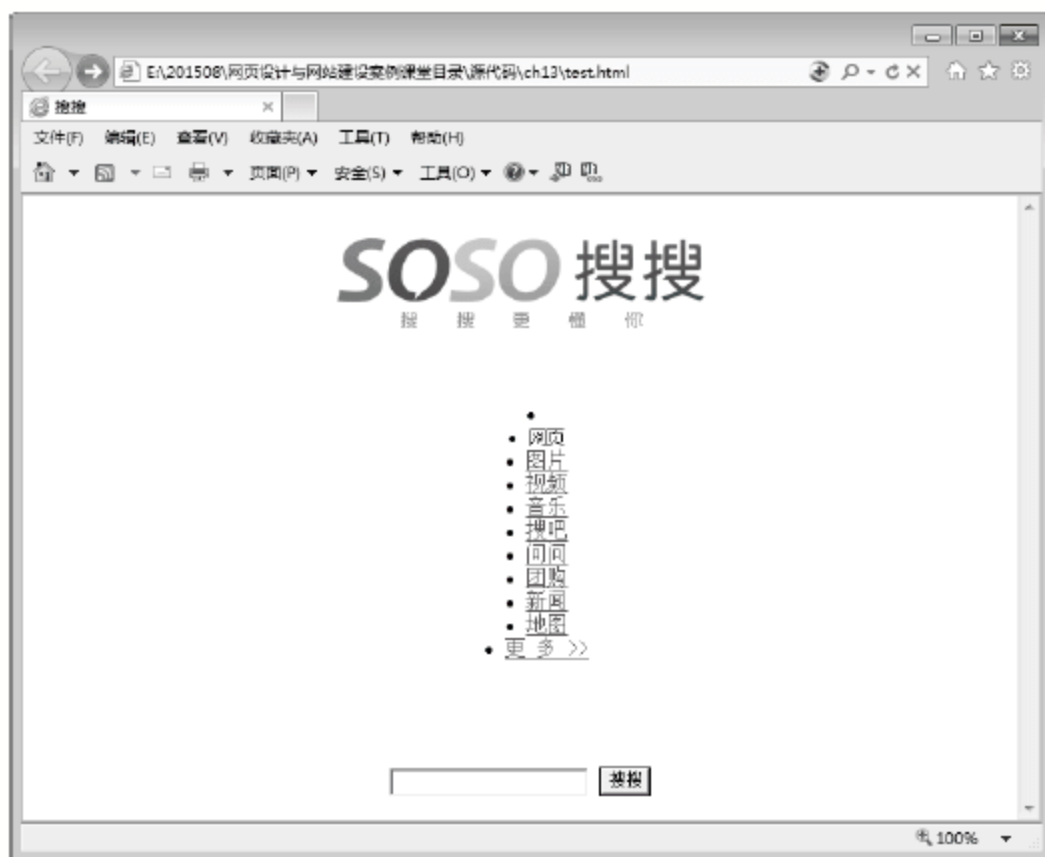 E:\201508\网页设计与网站建设案例课堂目录\源代码\ch13\test.html
搜搜
文件(F) 编辑(E) 查看(V) 收藏夹(A) 工具(T) 帮助(H)
页面(P) 安全(S) 工具(O)
SOSO 搜搜
搜 搜 更 懂 你
网页
图片
视频
音乐
搜吧
问问
团购
新闻
地图
更 多 >>
搜搜
100%